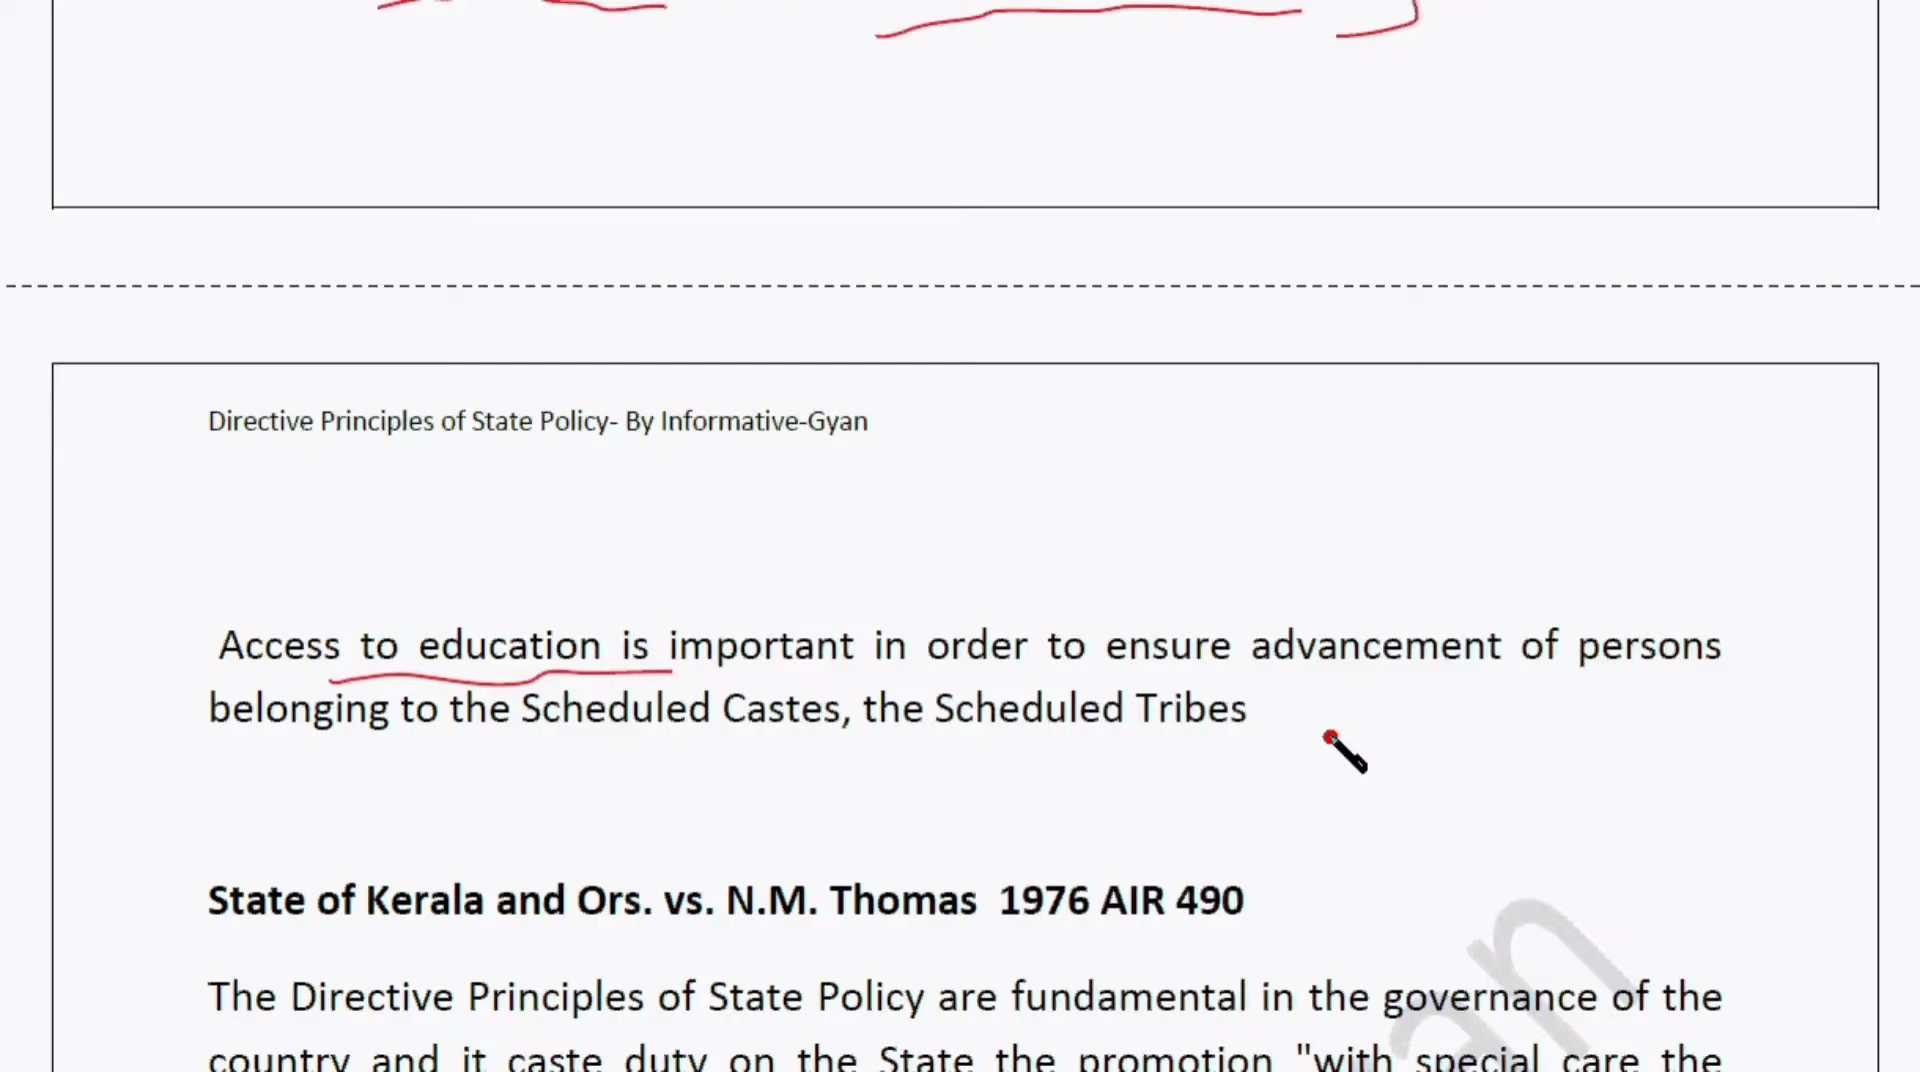 Directive Principles of State Policy- By Informative-Gyan
Access to education is important in order to ensure advancement of persons
belonging to the Scheduled Castes, the Scheduled Tribes
State of Kerala and Ors. vs. N.M. Thomas 1976 AIR 490
The Directive Principles of State Policy are fundamental in the governance of the
country and it caste duty on the State the promotion "with special care the
an